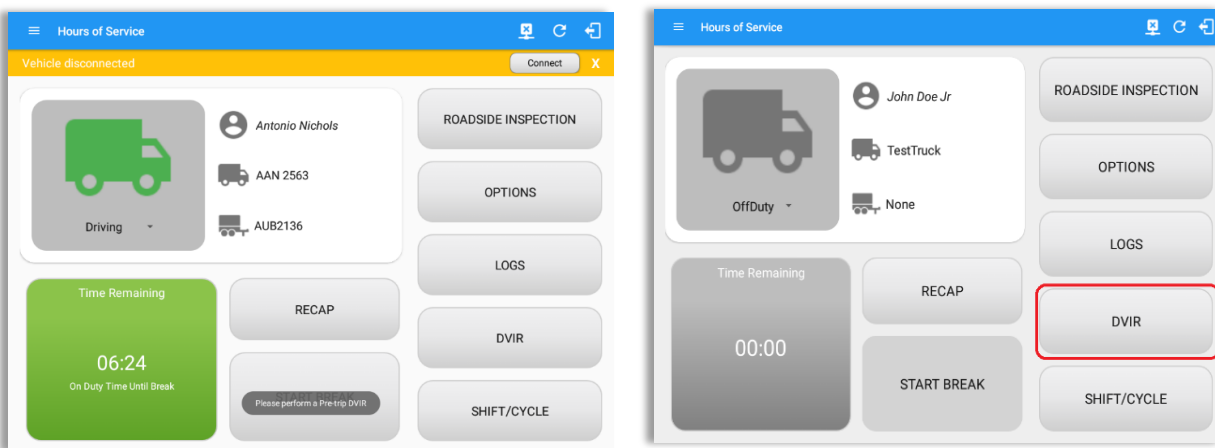 Hours of Service
Vehicle disconnected
Connect
X
Antonio Nichols
AAN 2563
AUB2136
Driving
ROADSIDE INSPECTION
OPTIONS
LOGS
DVIR
SHIFT/CYCLE
Time Remaining
06:24
On Duty Time Until Break
RECAP
START BREAK
Please perform a Pre-trip DVIR
Hours of Service
John Doe Jr
TestTruck
None
OffDuty
ROADSIDE INSPECTION
OPTIONS
LOGS
DVIR
SHIFT/CYCLE
Time Remaining
00:00
RECAP
START BREAK